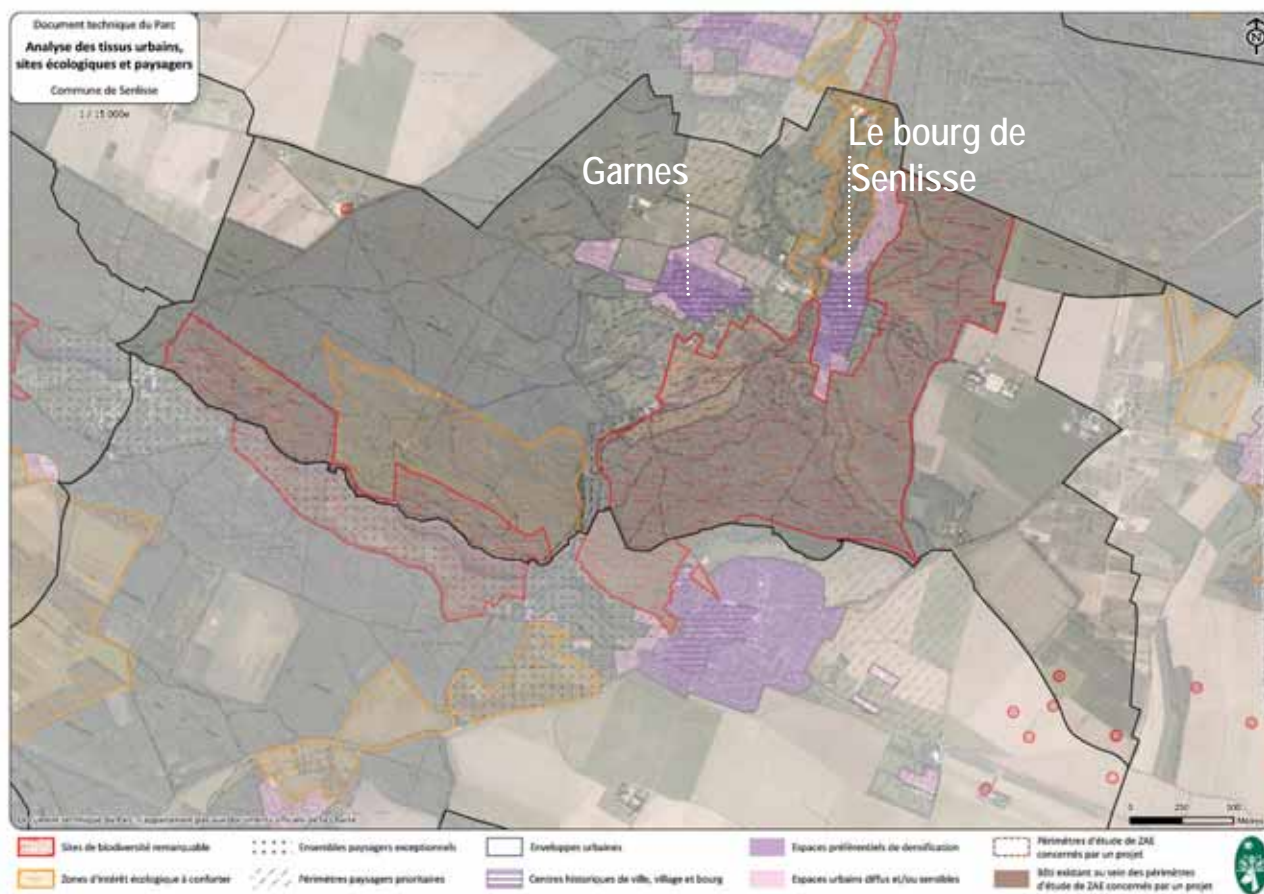 Document technique du Parc
Analyse des tissus urbains,
sites écologiques et paysagers
Commune de Senlisse
1 / 15 000e
N
Le bourg de
Senlisse
Garnes
0 250 500
Mètres
Sites de biodiversité remarquable
Ensembles paysagers exceptionnels
Enveloppes urbaines
Espaces préférentiels de densification
Périmètres d'étude de ZAE
concernés par un projet
Zones d'intérêt écologique à conforter
Périmètres paysagers prioritaires
Centres historiques de ville, village et bourg
Espaces urbains diffus et/ou sensibles
Bâti existant au sein des périmètres
d'étude de ZAE concernés par un projet